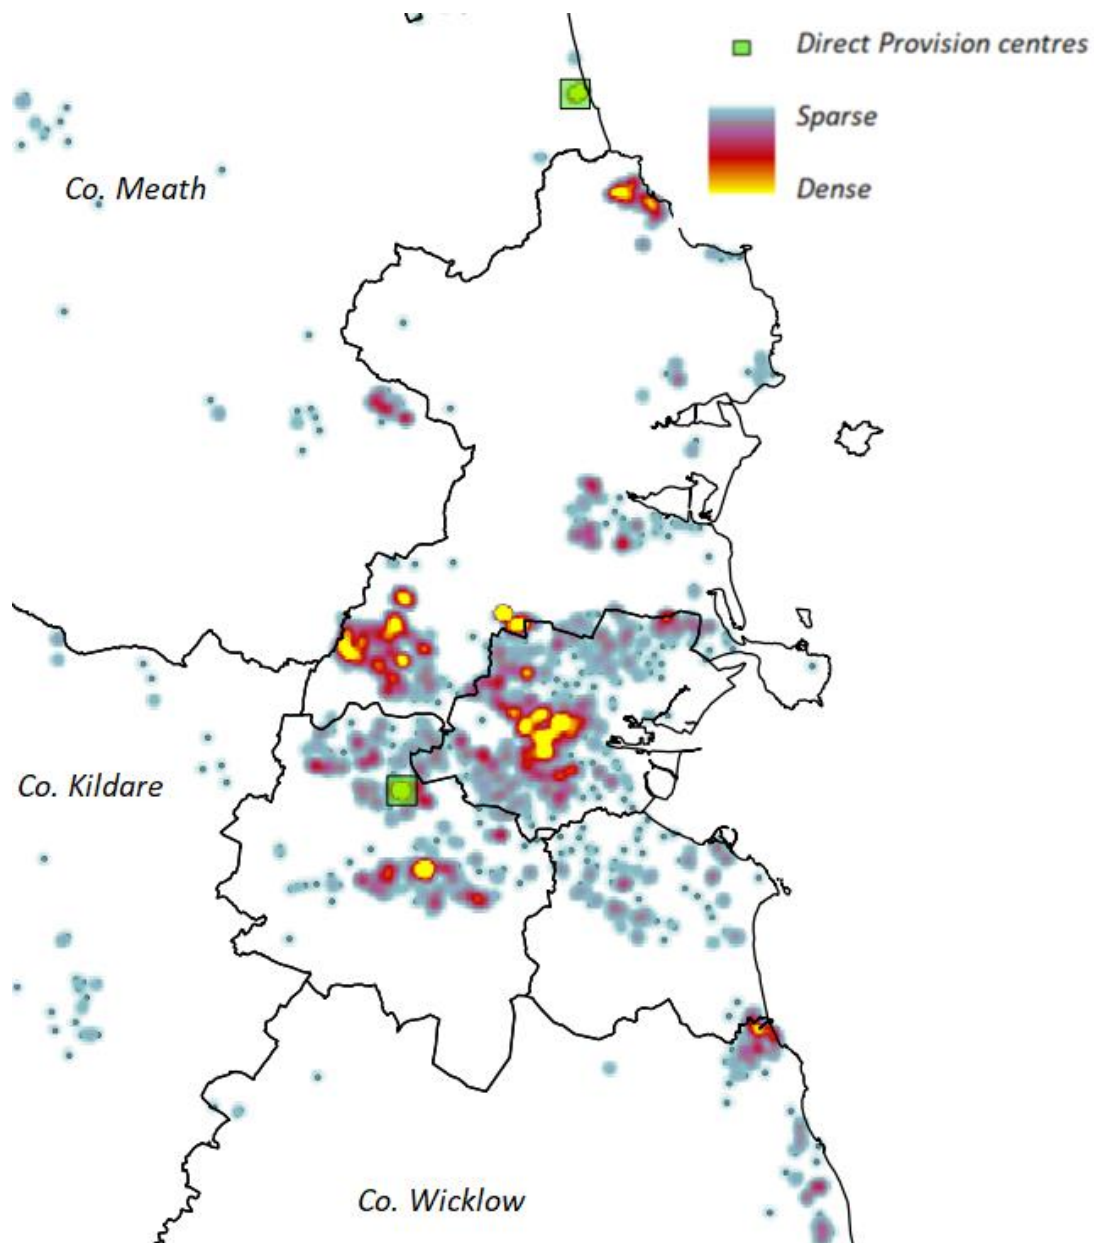 Direct Provision centres
Sparse
Dense
Co. Meath
Co. Kildare
Co. Wicklow